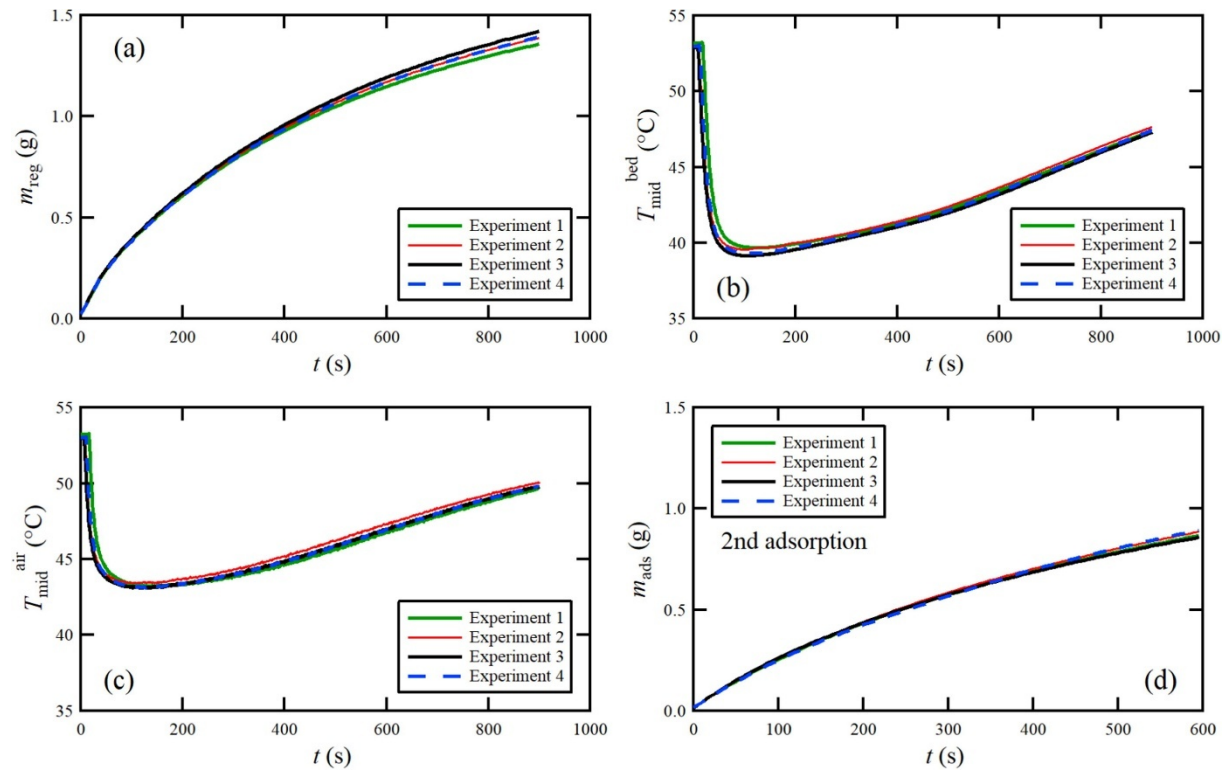 (a)
m_reg (g)
1.5
1.0
0.5
0.0
0 200 400 600 800 1000
t (s)
Experiment 1
Experiment 2
Experiment 3
Experiment 4
(b)
T_mid^bed (°C)
55
50
45
40
35
0 200 400 600 800 1000
t (s)
Experiment 1
Experiment 2
Experiment 3
Experiment 4
(c)
T_mid^air (°C)
55
50
45
40
35
0 200 400 600 800 1000
t (s)
Experiment 1
Experiment 2
Experiment 3
Experiment 4
(d)
m_ads (g)
1.5
1.0
0.5
0.0
0 100 200 300 400 500 600
t (s)
Experiment 1
Experiment 2
Experiment 3
Experiment 4
2nd adsorption